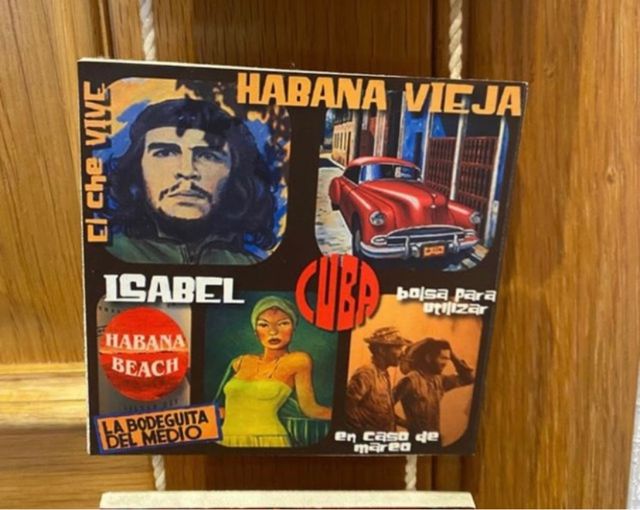 HABANA VIEJA
El Che VIVE
ISABEL
CUBA
bolsa para
utilizar
HABANA
BEACH
LA BODEGUITA
DEL MEDIO
en caso de
mareo